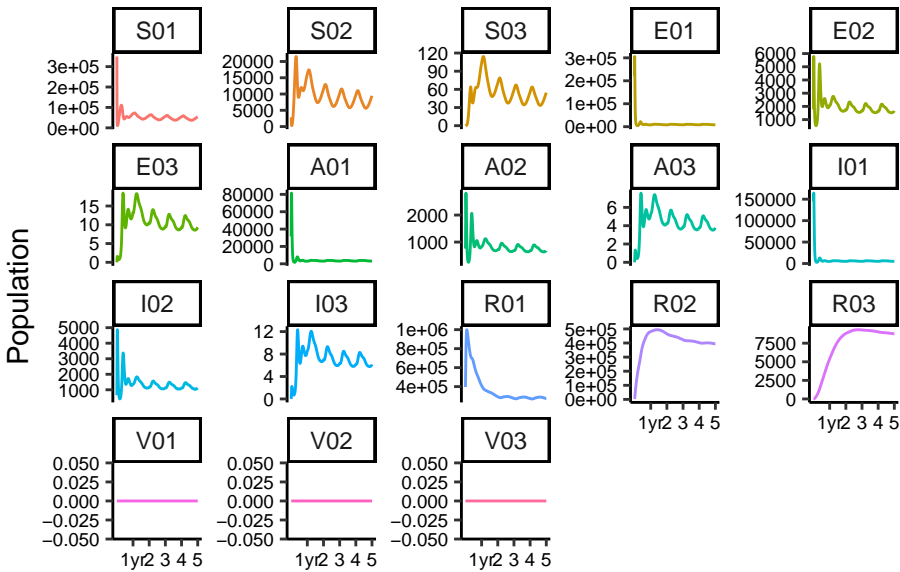 S01 S02 S03 E01 E02
3e+05 20000 120 3e+05 6000
2e+05 15000 90 2e+05 5000
1e+05 10000 60 1e+05 4000
0e+00 5000 30 0e+00 3000
0 0 2000
1000
E03 A01 A02 A03 I01
15 80000 2000 6 150000
10 60000 1000 4 100000
5 40000 2 50000
0 20000 0 0
0
Population
I02 I03 R01 R02 R03
5000 12 1e+06 5e+05 7500
4000 8 8e+05 4e+05 5000
3000 4 6e+05 3e+05 2500
2000 0 4e+05 2e+05 0
1000 1e+05
0e+00
1yr2 3 4 5 1yr2 3 4 5
V01 V02 V03
0.050 0.050 0.050
0.025 0.025 0.025
0.000 0.000 0.000
−0.025 −0.025 −0.025
−0.050 −0.050 −0.050
1yr2 3 4 5 1yr2 3 4 5 1yr2 3 4 5